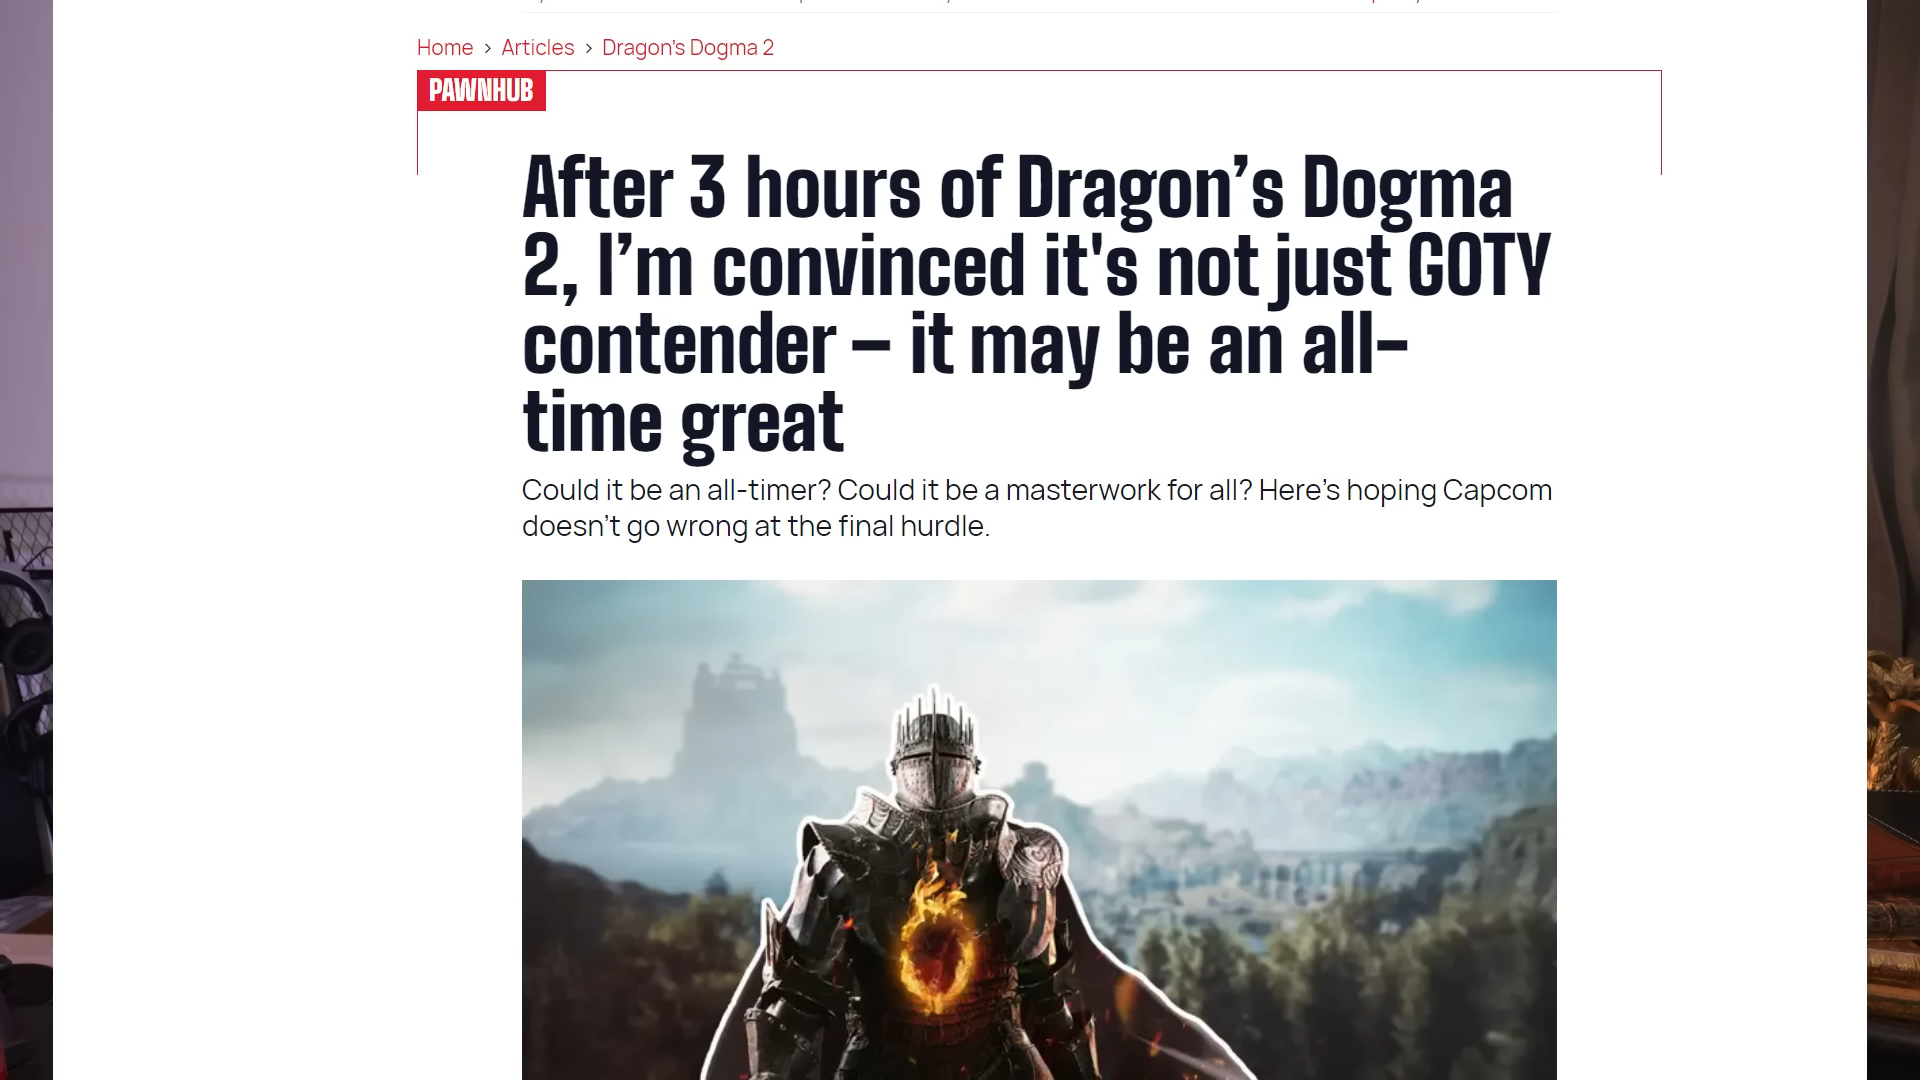 Home › Articles › Dragon's Dogma 2
PAWNHUB
After 3 hours of Dragon’s Dogma
2, I’m convinced it's not just GOTY
contender – it may be an all-
time great
Could it be an all-timer? Could it be a masterwork for all? Here’s hoping Capcom
doesn’t go wrong at the final hurdle.